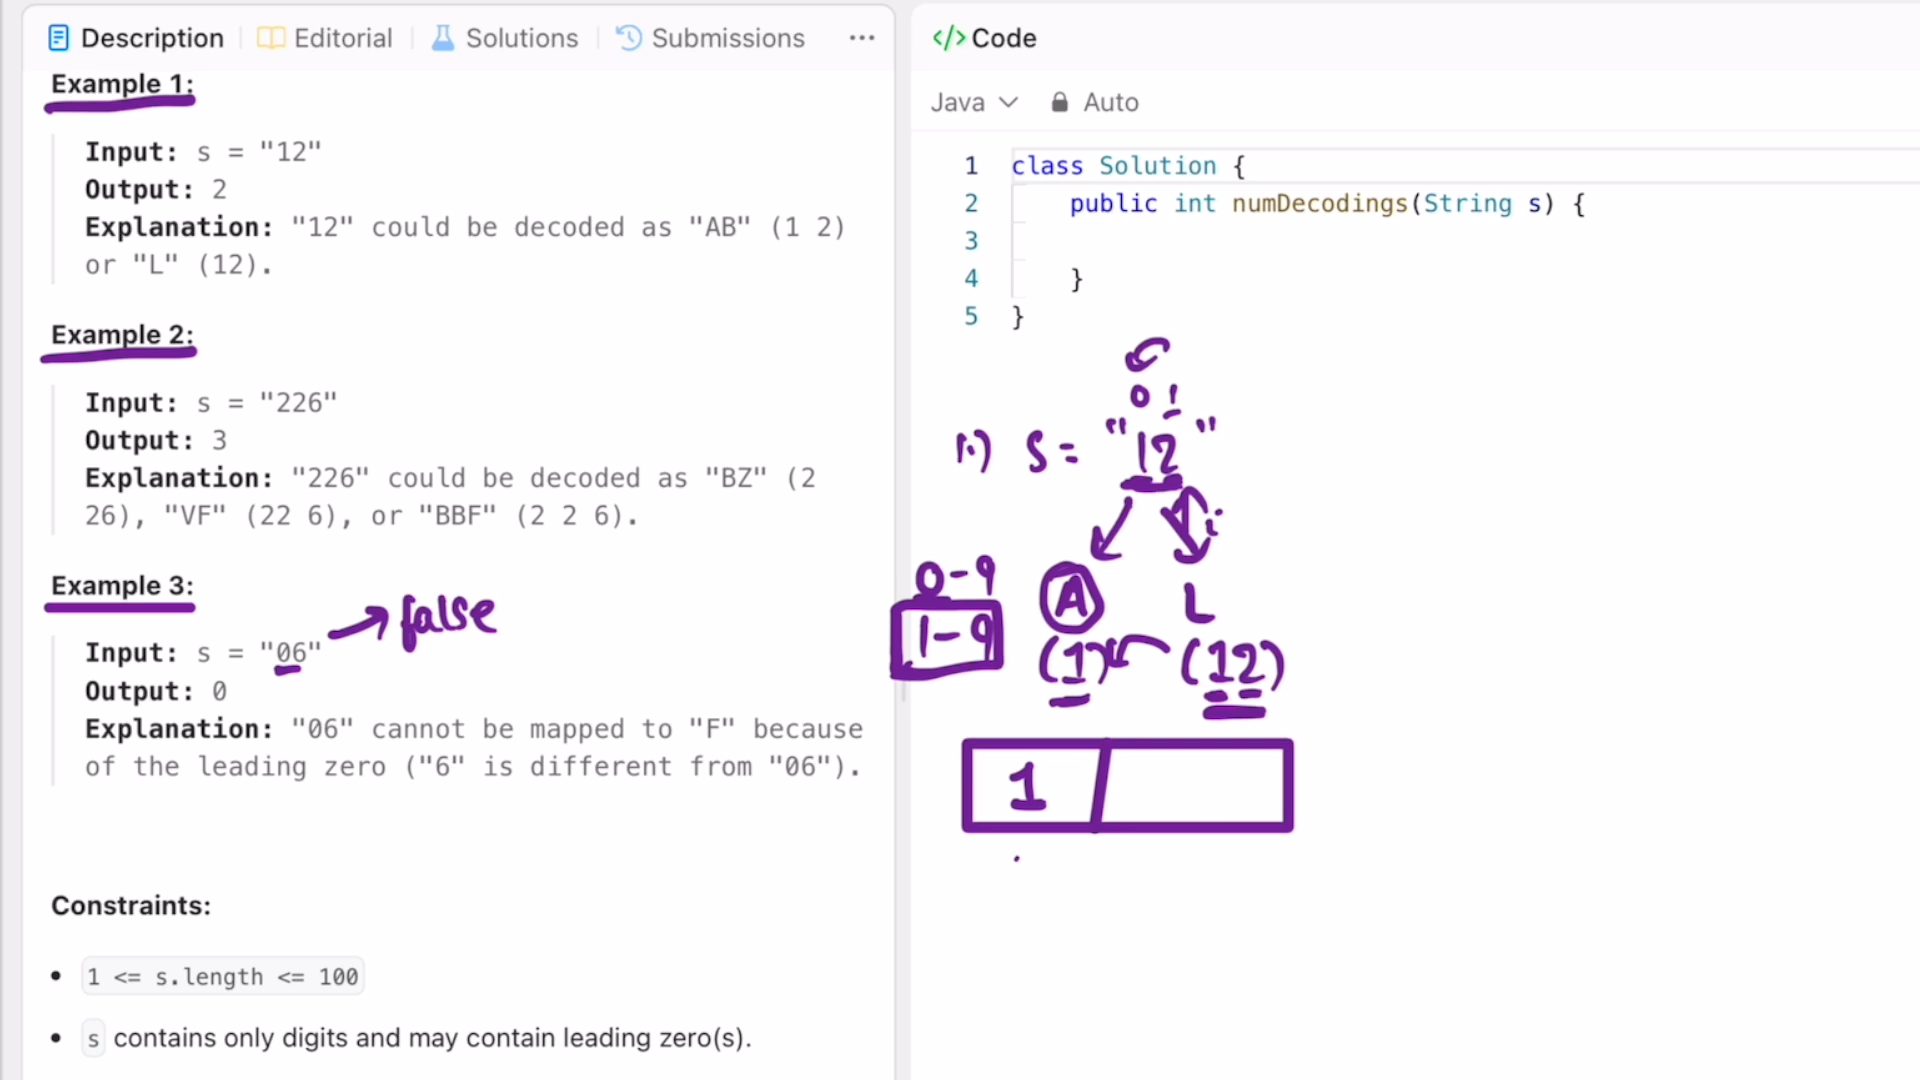 Description Editorial Solutions Submissions ...
Example 1:
Input: s = "12"
Output: 2
Explanation: "12" could be decoded as "AB" (1 2)
or "L" (12).
Example 2:
Input: s = "226"
Output: 3
Explanation: "226" could be decoded as "BZ" (2
26), "VF" (22 6), or "BBF" (2 2 6).
Example 3:
false
Input: s = "06"
Output: 0
Explanation: "06" cannot be mapped to "F" because
of the leading zero ("6" is different from "06").
Constraints:
1 <= s.length <= 100
s contains only digits and may contain leading zero(s).
</> Code
Java Auto
1 class Solution {
2 public int numDecodings(String s) {
3
4 }
5 }
0 1
1.) S = "12"
i
0-9
1-9
A L
(1) (12)
1